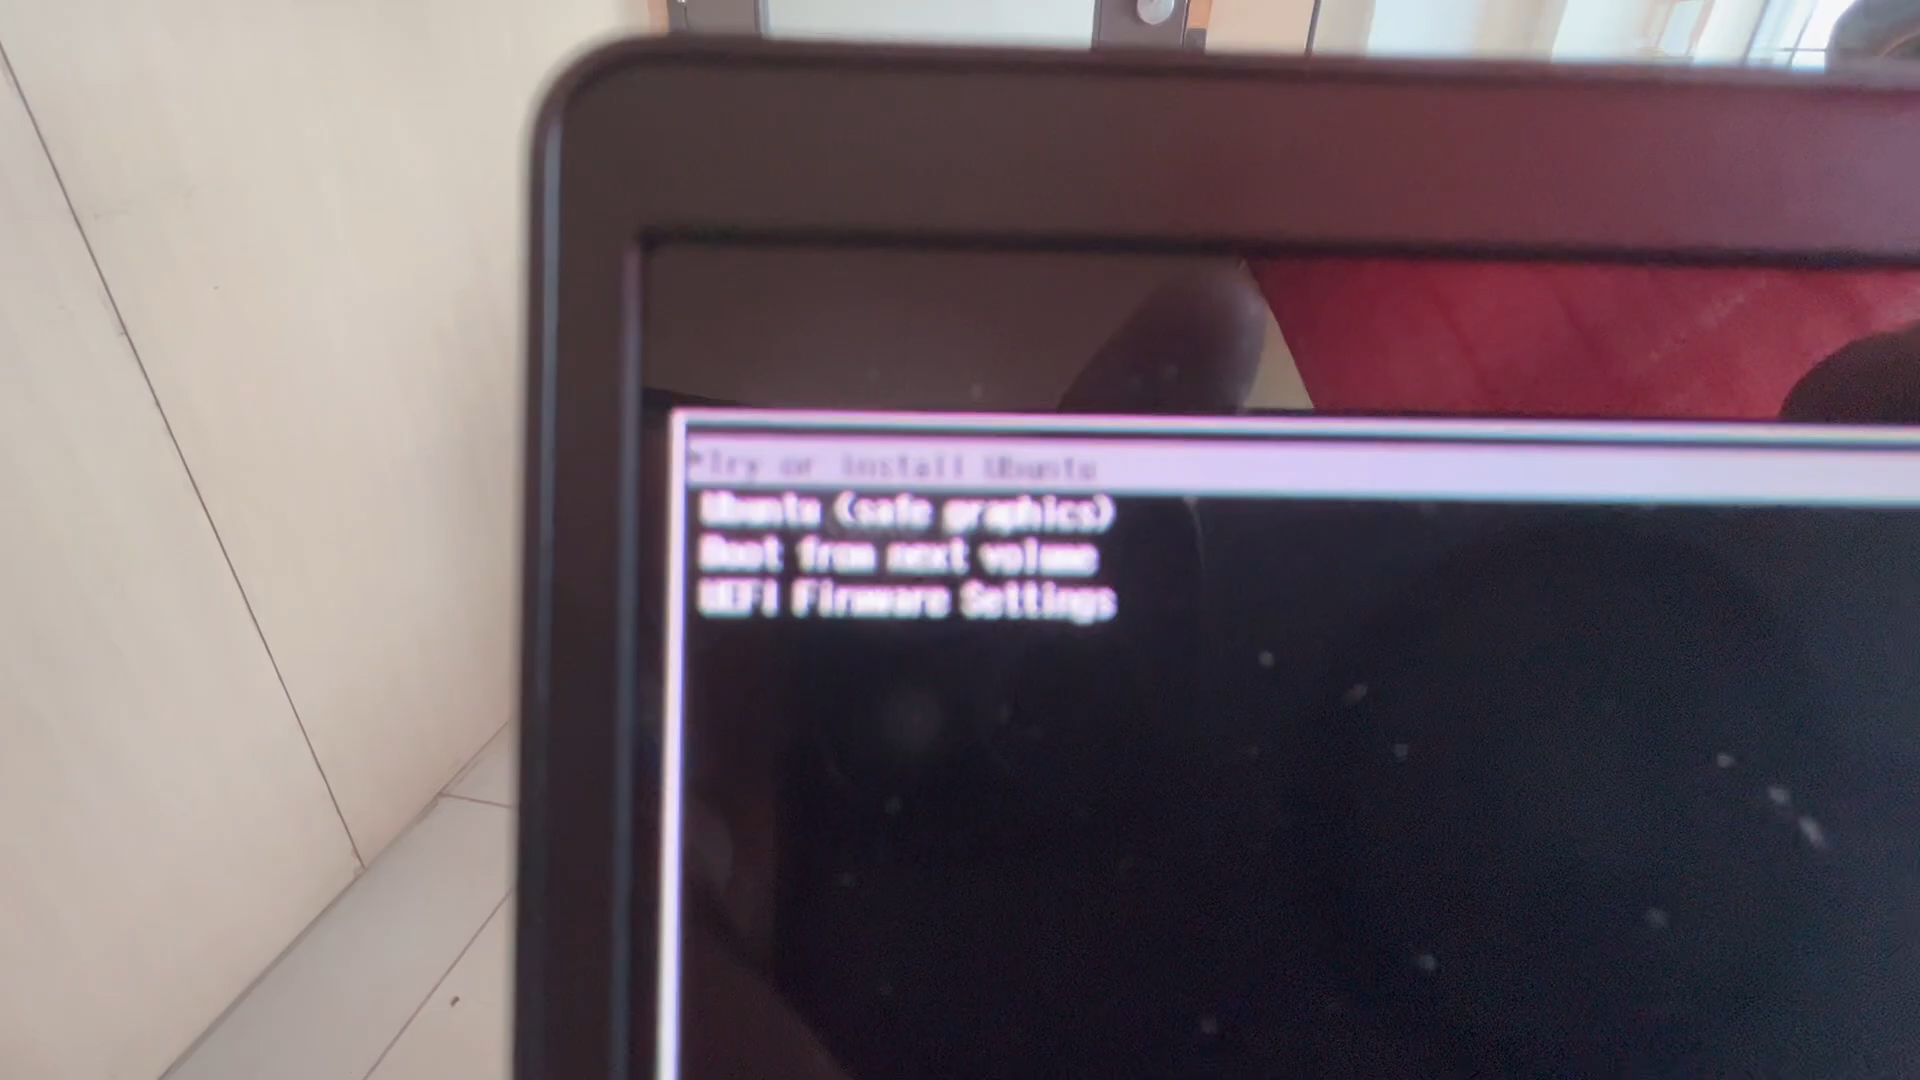 *Try or Install Ubuntu
Ubuntu (safe graphics)
Boot from next volume
UEFI Firmware Settings